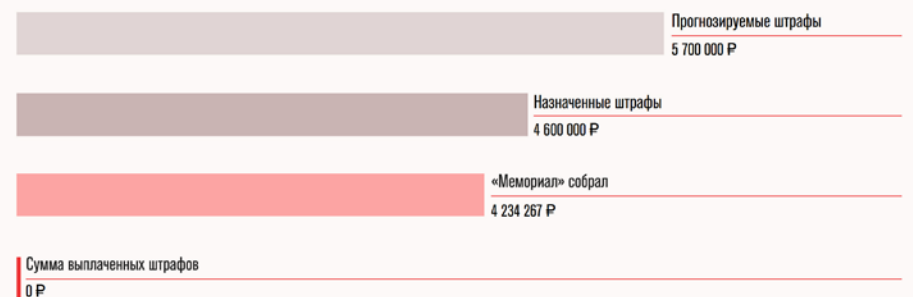 Прогнозируемые штрафы
5 700 000 ₽
Назначенные штрафы
4 600 000 ₽
«Мемориал» собрал
4 234 267 ₽
Сумма выплаченных штрафов
0 ₽